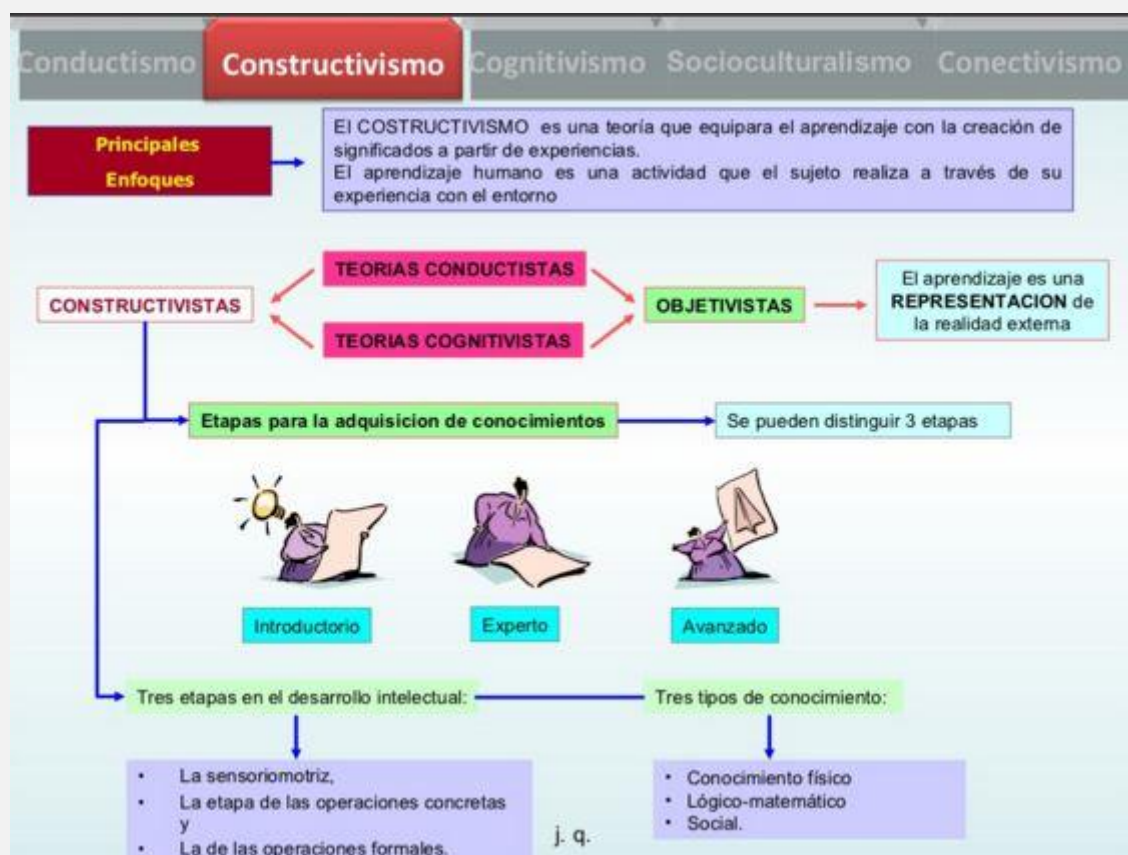 Conductismo Constructivismo Cognitivismo Socioculturalismo Conectivismo
Principales
Enfoques
El COSTRUCTIVISMO es una teoría que equipara el aprendizaje con la creación de
significados a partir de experiencias.
El aprendizaje humano es una actividad que el sujeto realiza a través de su
experiencia con el entorno
TEORIAS CONDUCTISTAS
CONSTRUCTIVISTAS
TEORIAS COGNITIVISTAS
OBJETIVISTAS
El aprendizaje es una
REPRESENTACION de
la realidad externa
Etapas para la adquisicion de conocimientos
Se pueden distinguir 3 etapas
Introductorio
Experto
Avanzado
Tres etapas en el desarrollo intelectual:
Tres tipos de conocimiento:
• La sensoriomotriz,
• La etapa de las operaciones concretas
y
• La de las operaciones formales.
• Conocimiento físico
• Lógico-matemático
• Social.
j. q.